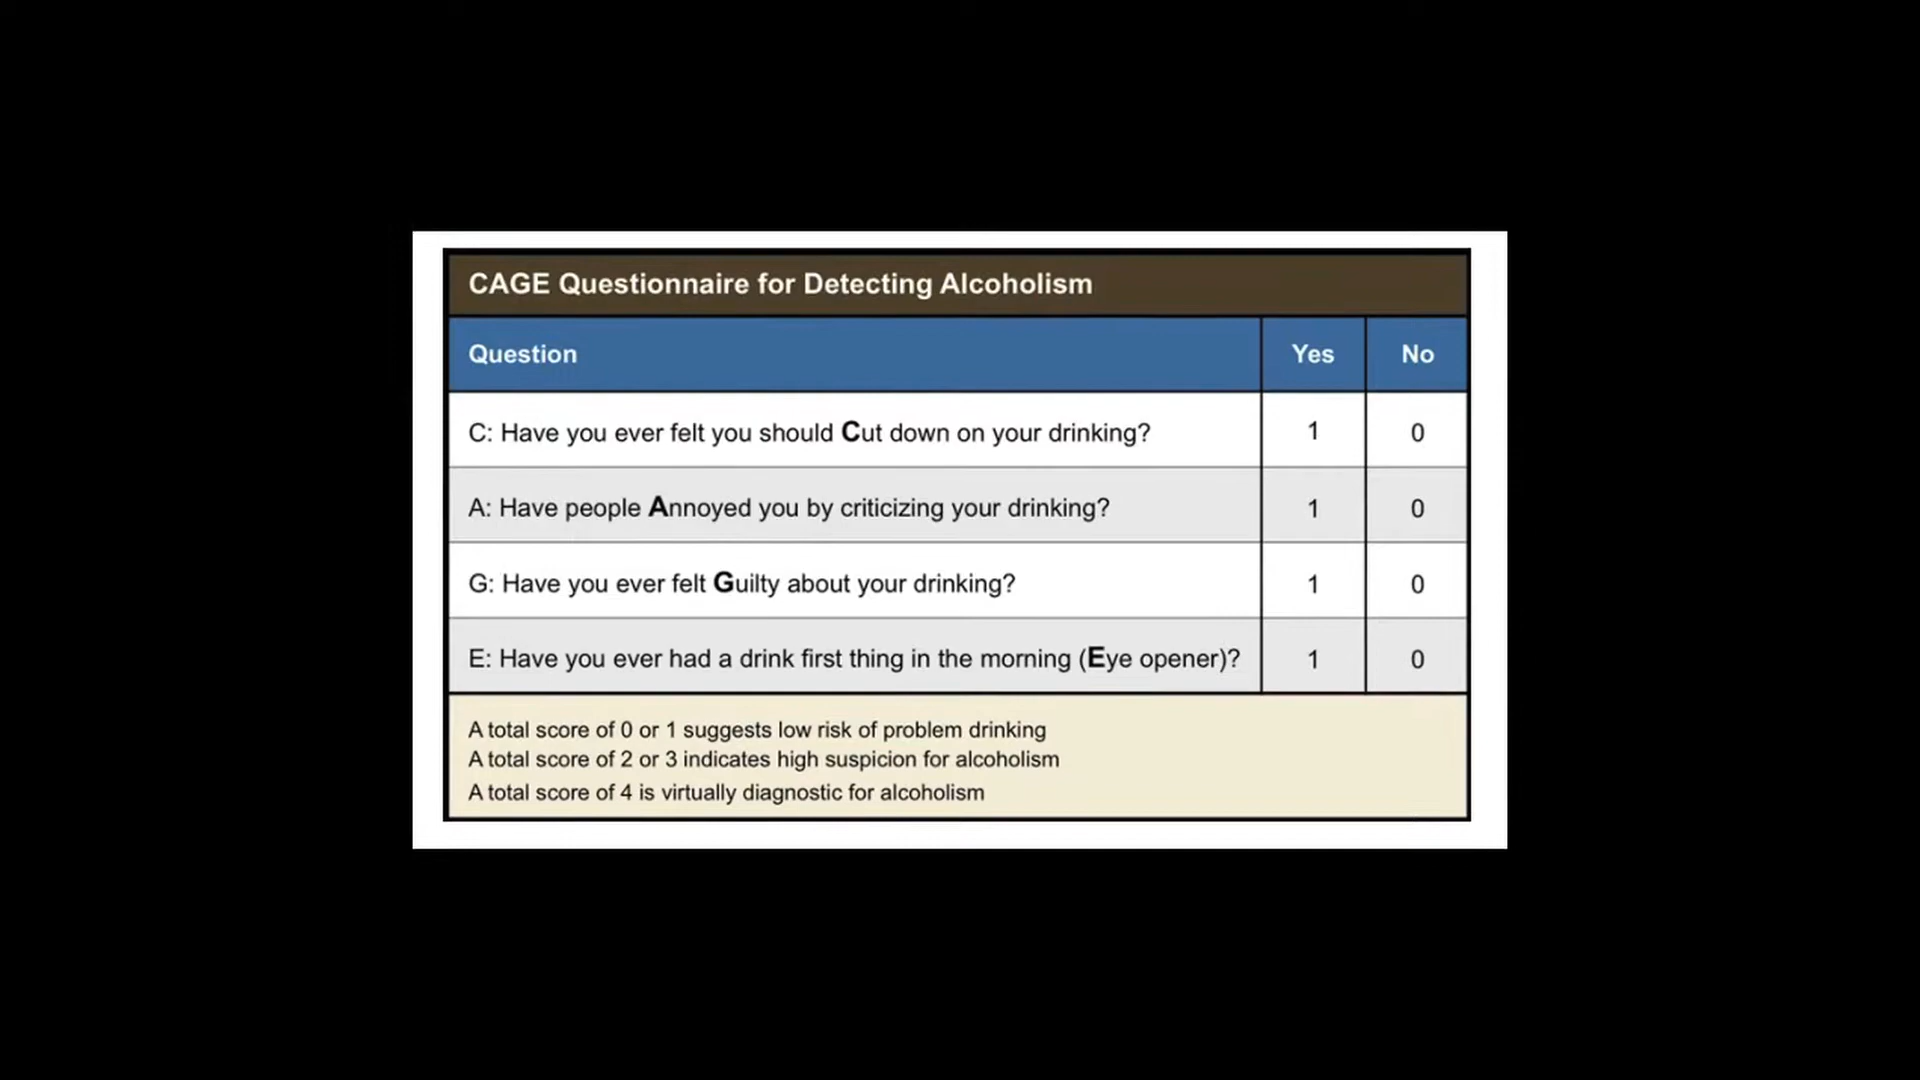 CAGE Questionnaire for Detecting Alcoholism
Question Yes No
C: Have you ever felt you should Cut down on your drinking? 1 0
A: Have people Annoyed you by criticizing your drinking? 1 0
G: Have you ever felt Guilty about your drinking? 1 0
E: Have you ever had a drink first thing in the morning (Eye opener)? 1 0
A total score of 0 or 1 suggests low risk of problem drinking
A total score of 2 or 3 indicates high suspicion for alcoholism
A total score of 4 is virtually diagnostic for alcoholism